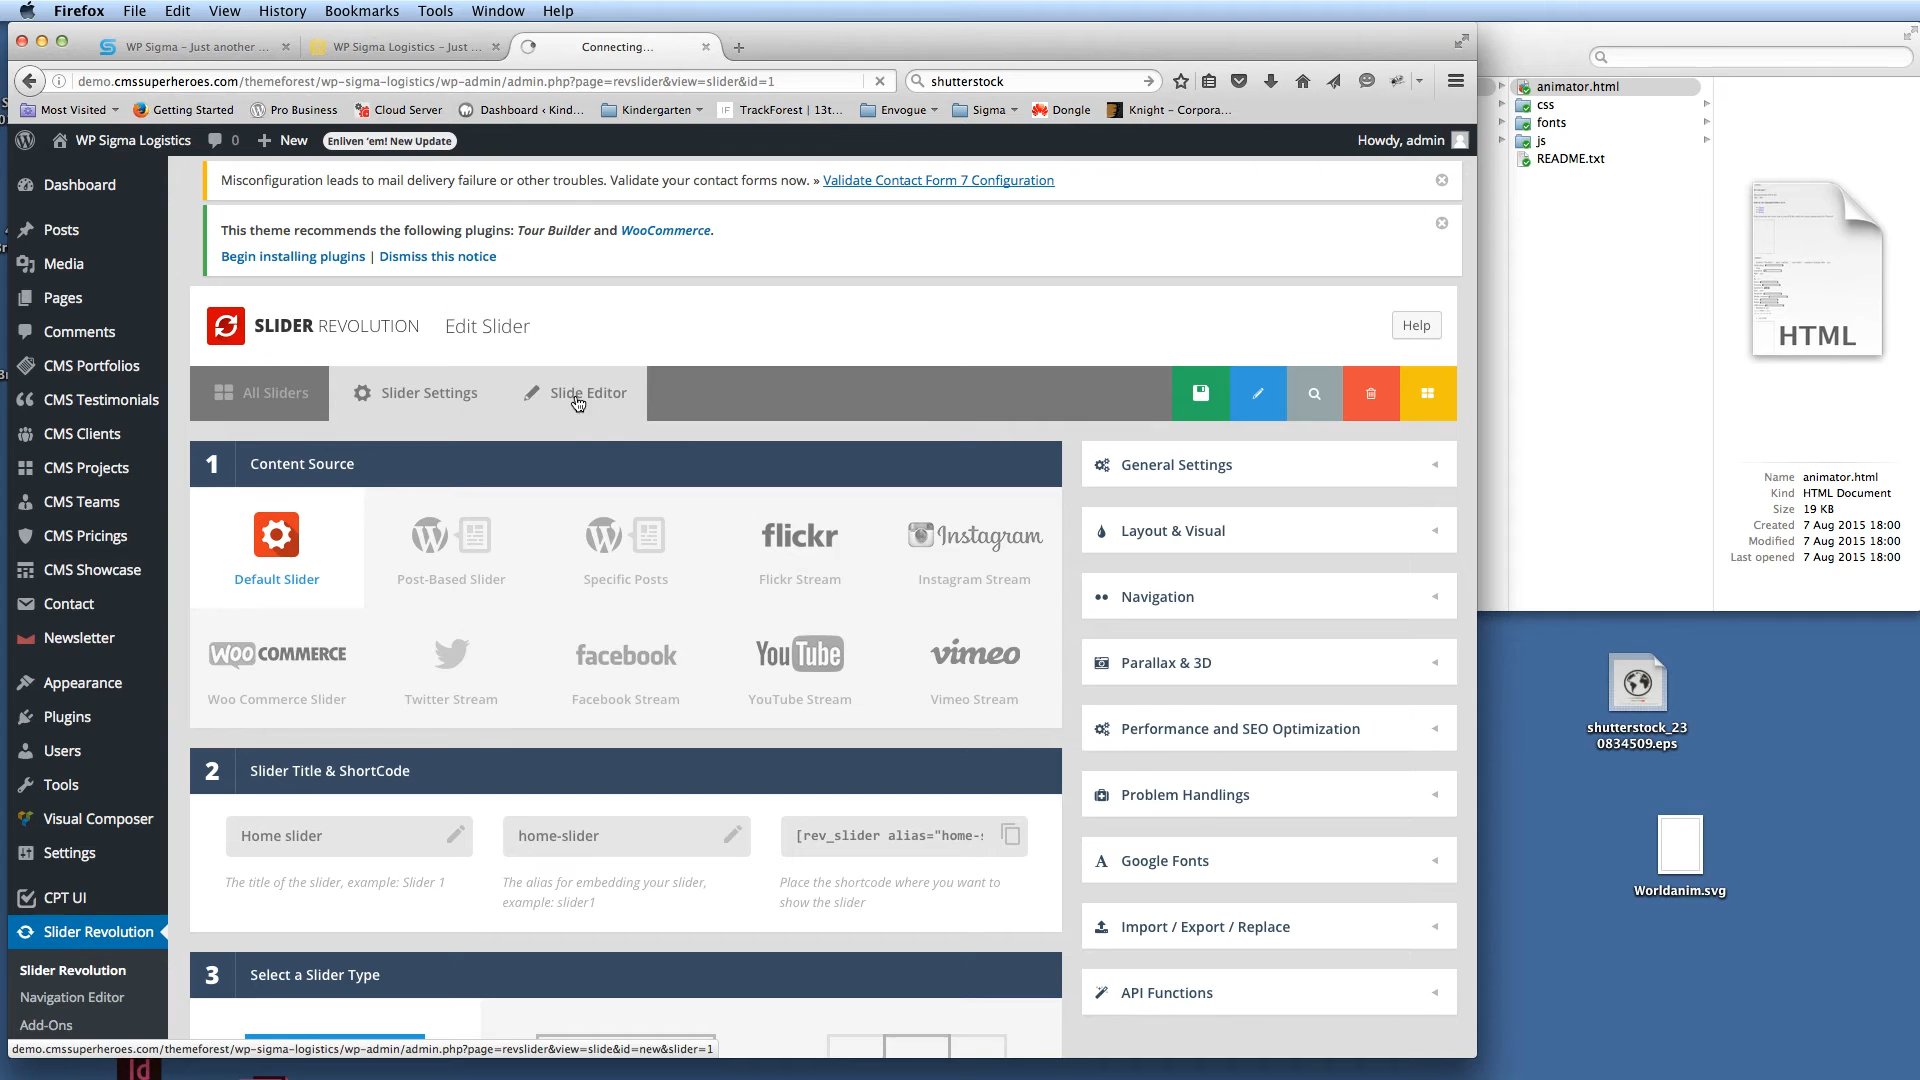 Firefox File Edit View History Bookmarks Tools Window Help
WP Sigma – Just another ... WP Sigma Logistics – Just ... Connecting...
demo.cmssuperheroes.com/themeforest/wp-sigma-logistics/wp-admin/admin.php?page=revslider&view=slider&id=1 shutterstock
Most Visited Getting Started Pro Business Cloud Server Dashboard ‹ Kind... Kindergarten TrackForest | 13t... Envogue Sigma Dongle Knight – Corpora...
WP Sigma Logistics 0 New Enliven 'em! New Update Howdy, admin
Dashboard
Posts
Media
Pages
Comments
CMS Portfolios
CMS Testimonials
CMS Clients
CMS Projects
CMS Teams
CMS Pricings
CMS Showcase
Contact
Newsletter
Appearance
Plugins
Users
Tools
Visual Composer
Settings
CPT UI
Slider Revolution
Slider Revolution
Navigation Editor
Add-Ons
Misconfiguration leads to mail delivery failure or other troubles. Validate your contact forms now. » Validate Contact Form 7 Configuration
This theme recommends the following plugins: Tour Builder and WooCommerce.
Begin installing plugins | Dismiss this notice
SLIDER REVOLUTION Edit Slider Help
All Sliders Slider Settings Slide Editor
1 Content Source
Default Slider Post-Based Slider Specific Posts
flickr Instagram
Flickr Stream Instagram Stream
WOO COMMERCE facebook YouTube vimeo
Woo Commerce Slider Twitter Stream Facebook Stream YouTube Stream Vimeo Stream
2 Slider Title & ShortCode
Home slider home-slider [rev_slider alias="home-s
The title of the slider, example: Slider 1
The alias for embedding your slider,
example: slider1
Place the shortcode where you want to
show the slider
3 Select a Slider Type
General Settings
Layout & Visual
Navigation
Parallax & 3D
Performance and SEO Optimization
Problem Handlings
Google Fonts
Import / Export / Replace
API Functions
demo.cmssuperheroes.com/themeforest/wp-sigma-logistics/wp-admin/admin.php?page=revslider&view=slide&id=new&slider=1
animator.html
css
fonts
js
README.txt
HTML
Name animator.html
Kind HTML Document
Size 19 KB
Created 7 Aug 2015 18:00
Modified 7 Aug 2015 18:00
Last opened 7 Aug 2015 18:00
shutterstock_23
0834509.eps
Worldanim.svg
Id